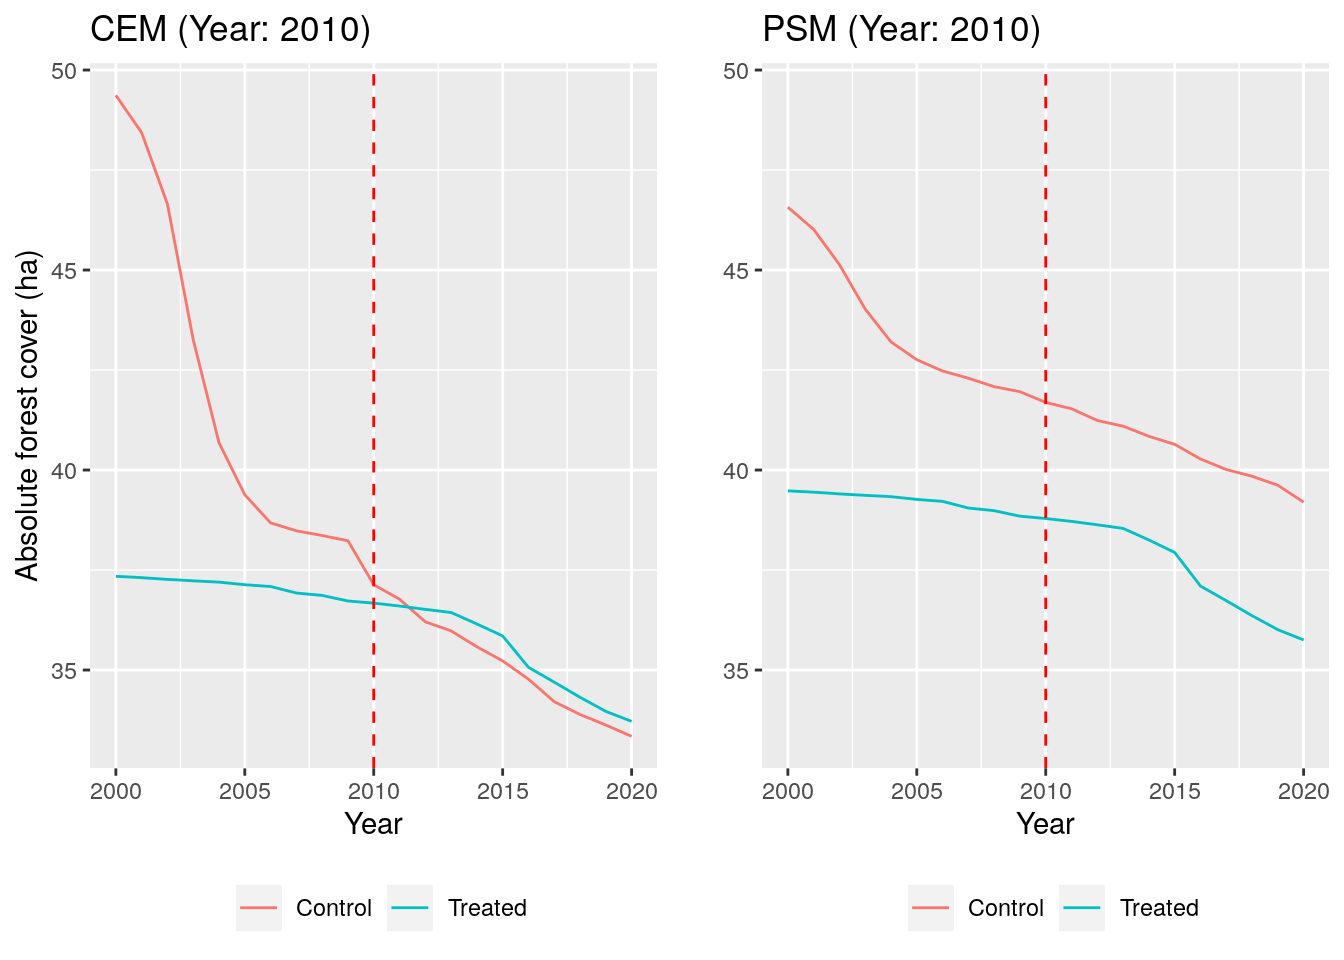 CEM (Year: 2010)
Absolute forest cover (ha)
50
45
40
35
2000 2005 2010 2015 2020
Year
Control Treated
PSM (Year: 2010)
50
45
40
35
2000 2005 2010 2015 2020
Year
Control Treated